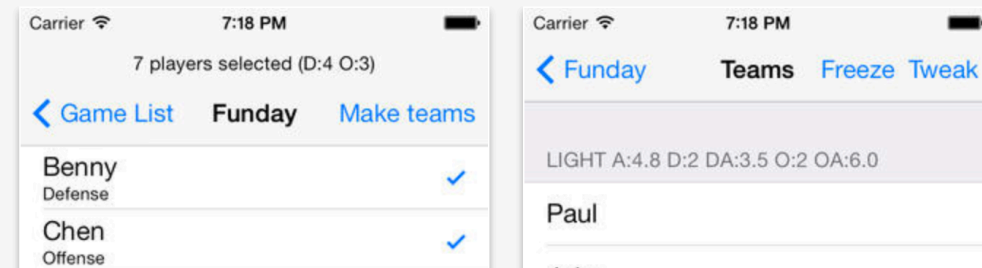 Carrier 7:18 PM
7 players selected (D:4 O:3)
Game List Funday Make teams
Benny
Defense
Chen
Offense
Carrier 7:18 PM
Funday Teams Freeze Tweak
LIGHT A:4.8 D:2 DA:3.5 O:2 OA:6.0
Paul